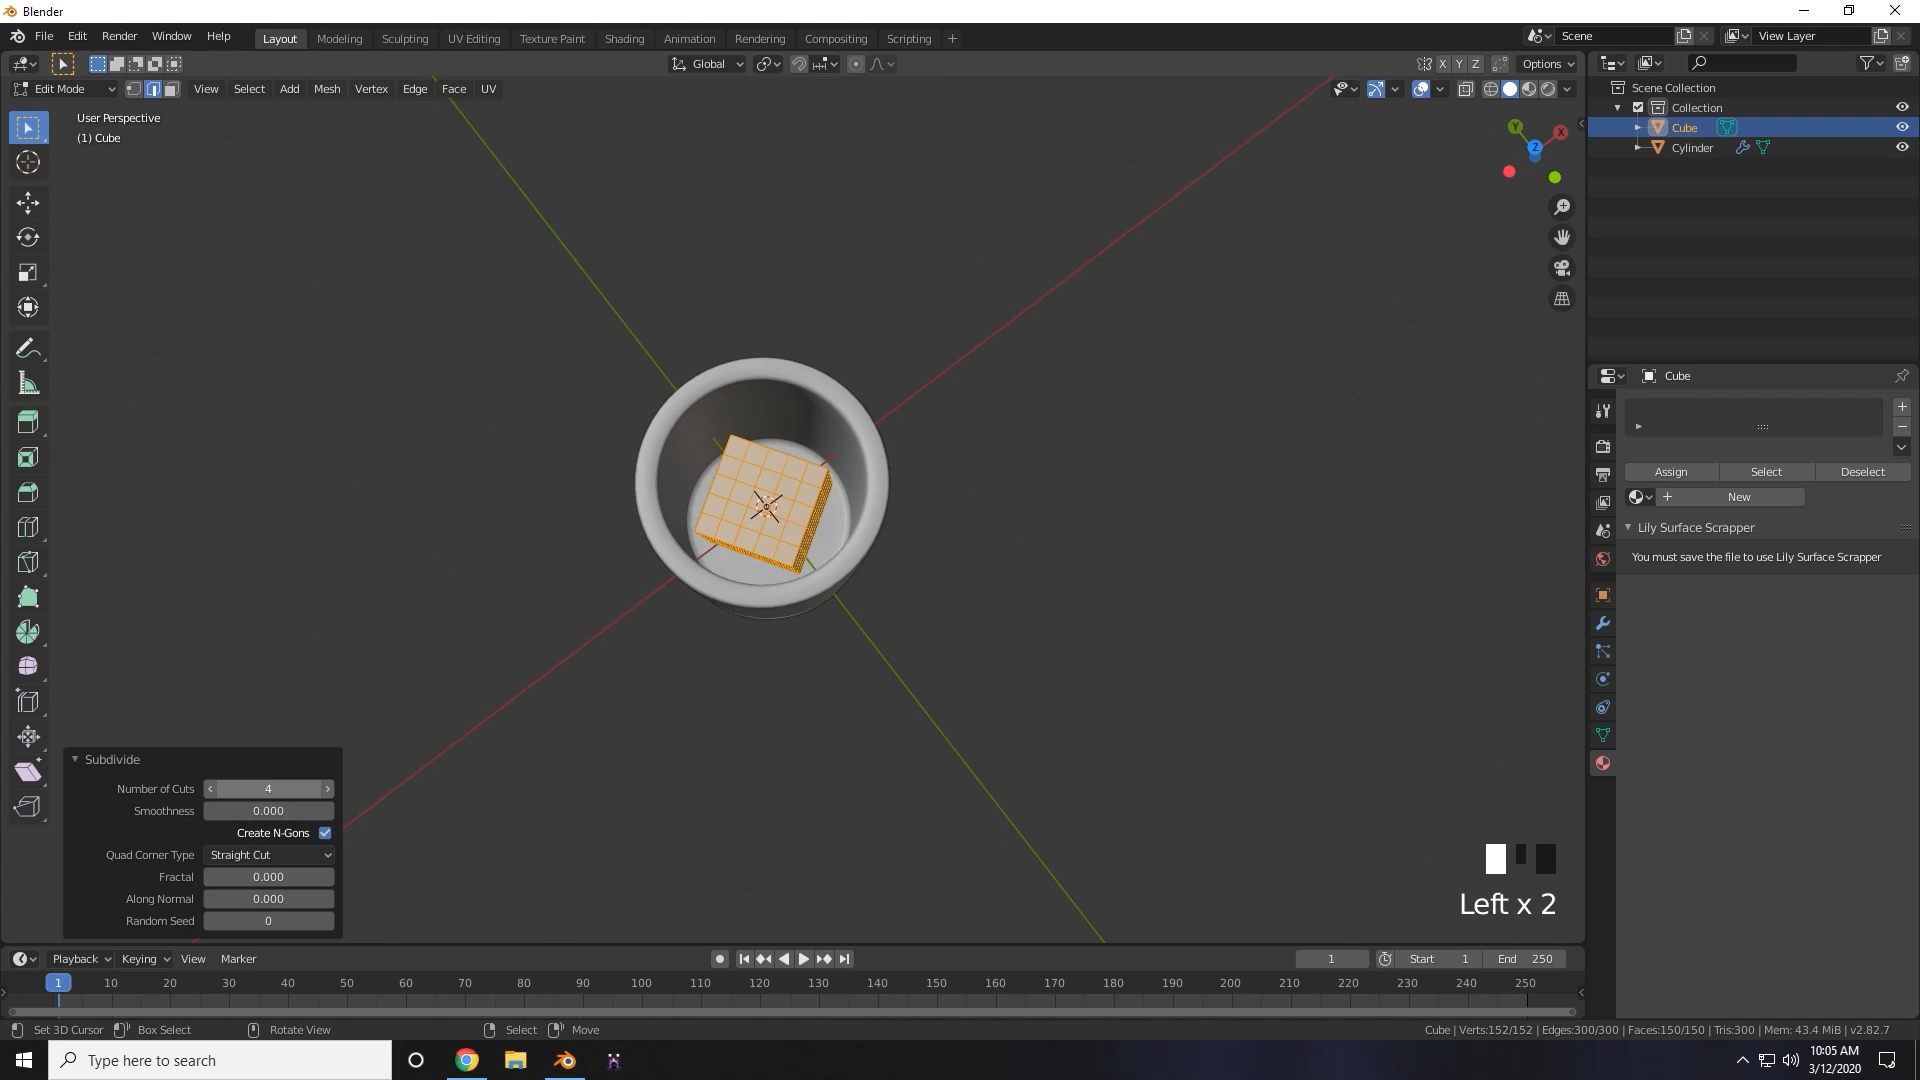 Blender
File Edit Render Window Help
Layout Modeling Sculpting UV Editing Texture Paint Shading Animation Rendering Compositing Scripting +
Scene
View Layer
Global
X Y Z
Options
Edit Mode
View Select Add Mesh Vertex Edge Face UV
User Perspective
(1) Cube
Y
X
Z
Scene Collection
Collection
Cube
Cylinder
Cube
Assign Select Deselect
New
Lily Surface Scrapper
You must save the file to use Lily Surface Scrapper
Subdivide
Number of Cuts 4
Smoothness 0.000
Create N-Gons
Quad Corner Type Straight Cut
Fractal 0.000
Along Normal 0.000
Random Seed 0
Left x 2
Playback Keying View Marker
1 Start 1 End 250
1 10 20 30 40 50 60 70 80 90 100 110 120 130 140 150 160 170 180 190 200 210 220 230 240 250
Set 3D Cursor Box Select Rotate View Select Move
Cube | Verts:152/152 | Edges:300/300 | Faces:150/150 | Tris:300 | Mem: 43.4 MiB | v2.82.7
Type here to search
10:05 AM
3/12/2020